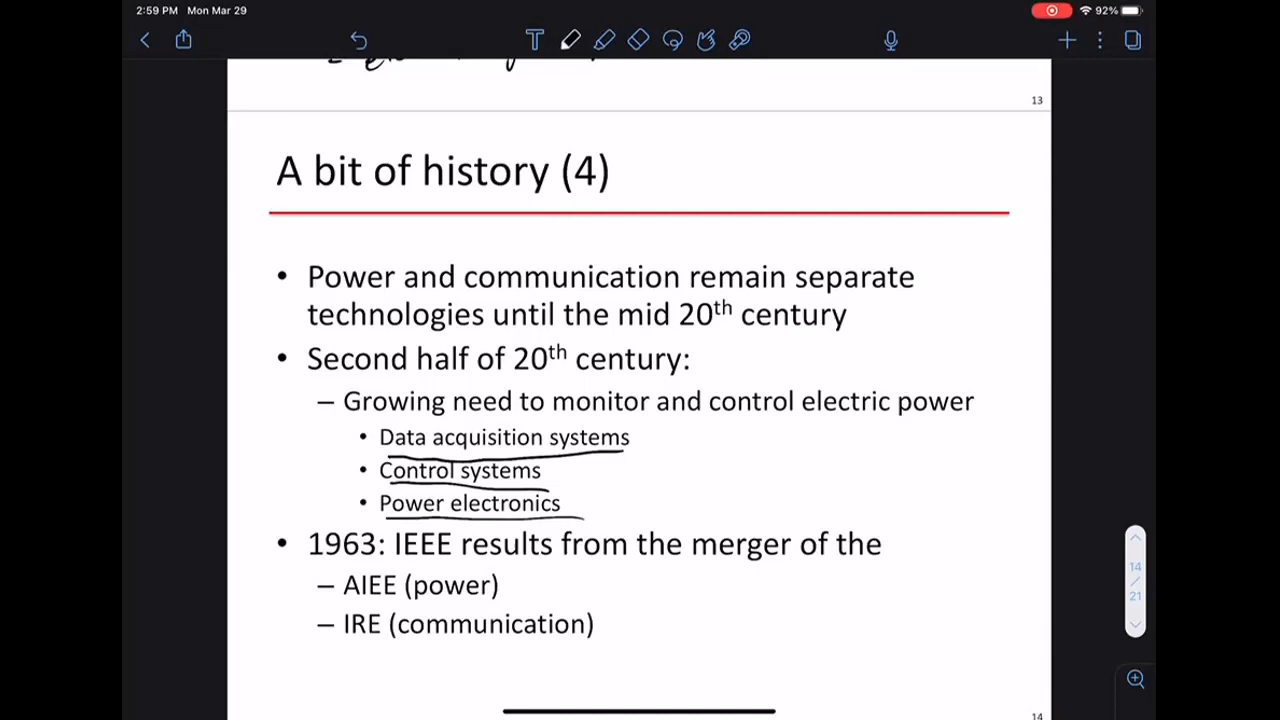 2:59 PM Mon Mar 29
92%
13
A bit of history (4)
• Power and communication remain separate
technologies until the mid 20th century
• Second half of 20th century:
– Growing need to monitor and control electric power
• Data acquisition systems
• Control systems
• Power electronics
• 1963: IEEE results from the merger of the
– AIEE (power)
– IRE (communication)
14
/
21
14